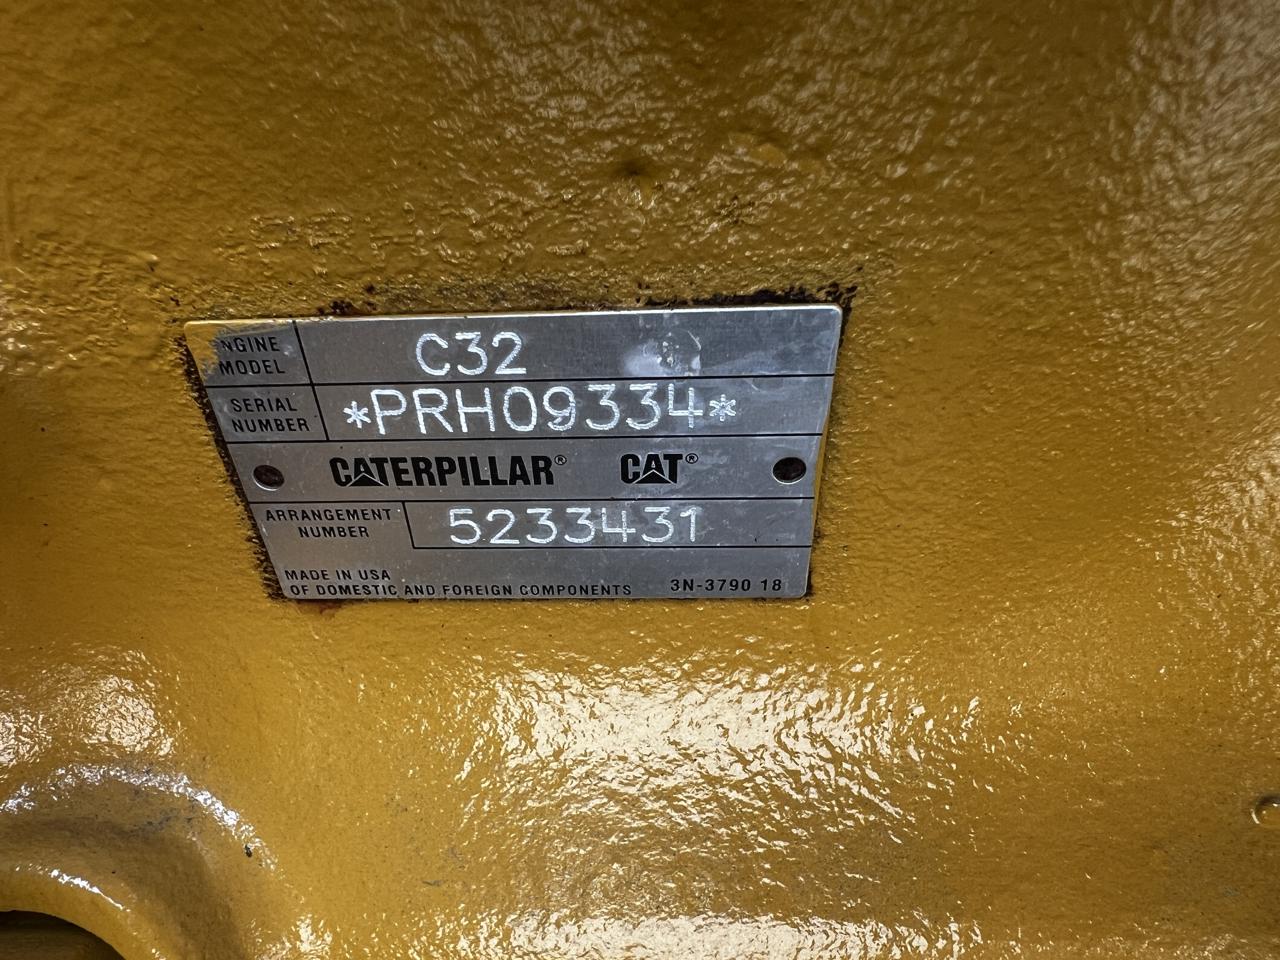 ENGINE MODEL C32
SERIAL NUMBER *PRH09334*
CATERPILLAR® CAT®
ARRANGEMENT NUMBER 5233431
MADE IN USA
OF DOMESTIC AND FOREIGN COMPONENTS 3N-3790 18